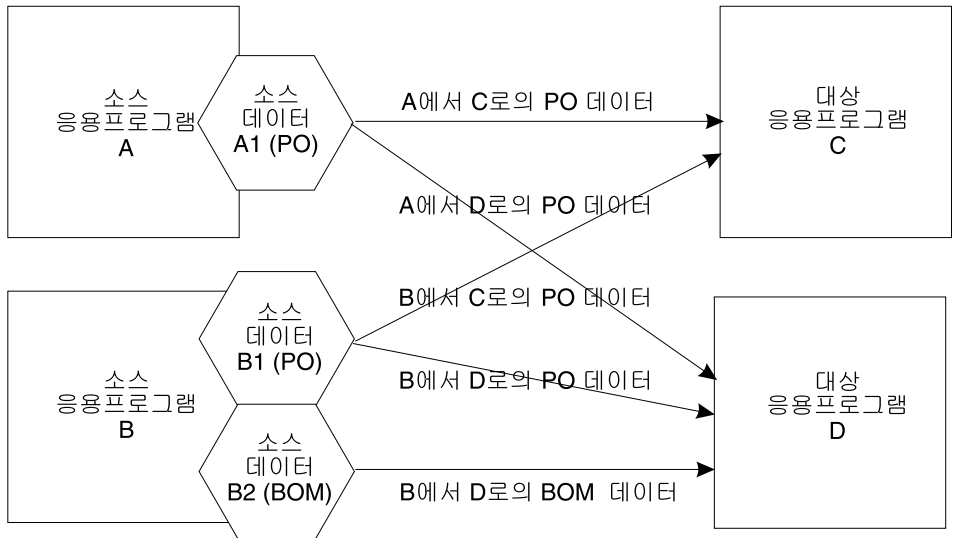 소스
응용프로그램
A
소스
데이터
A1 (PO)
A에서 C로의 PO 데이터
대상
응용프로그램
C
A에서 D로의 PO 데이터
소스
응용프로그램
B
소스
데이터
B1 (PO)
B에서 C로의 PO 데이터
B에서 D로의 PO 데이터
대상
응용프로그램
D
소스
데이터
B2 (BOM)
B에서 D로의 BOM 데이터